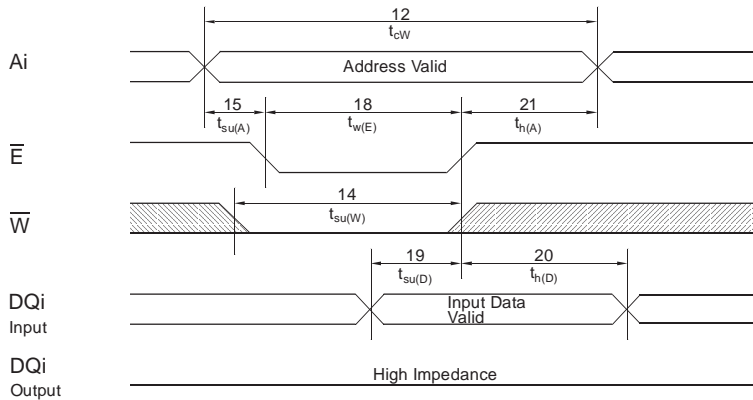 12
tcW
Ai
Address Valid
15
18
21
tsu(A)
tw(E)
th(A)
E̅
14
tsu(W)
W̅
19
20
tsu(D)
th(D)
DQi
Input
Input Data
Valid
DQi
Output
High Impedance